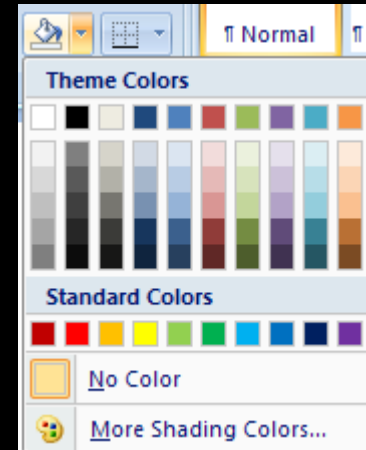 ¶ Normal ¶
Theme Colors
Standard Colors
No Color
More Shading Colors...